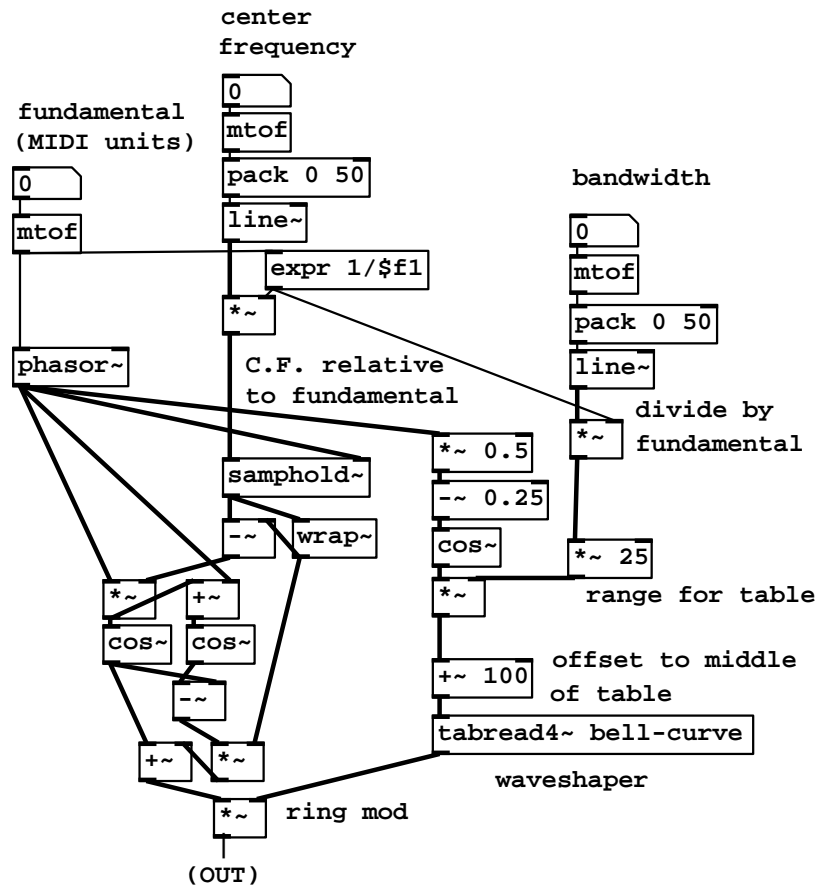 center
frequency
0
fundamental
(MIDI units)
mtof
pack 0 50
0
bandwidth
line~
mtof
0
expr 1/$f1
mtof
*~
pack 0 50
phasor~
C.F. relative
to fundamental
line~
divide by
fundamental
*~
*~ 0.5
samphold~
-~ 0.25
-~
wrap~
cos~
*~ 25
*~
+~
*~
range for table
cos~
cos~
offset to middle
of table
+~ 100
-~
tabread4~ bell-curve
+~
*~
waveshaper
*~
ring mod
(OUT)